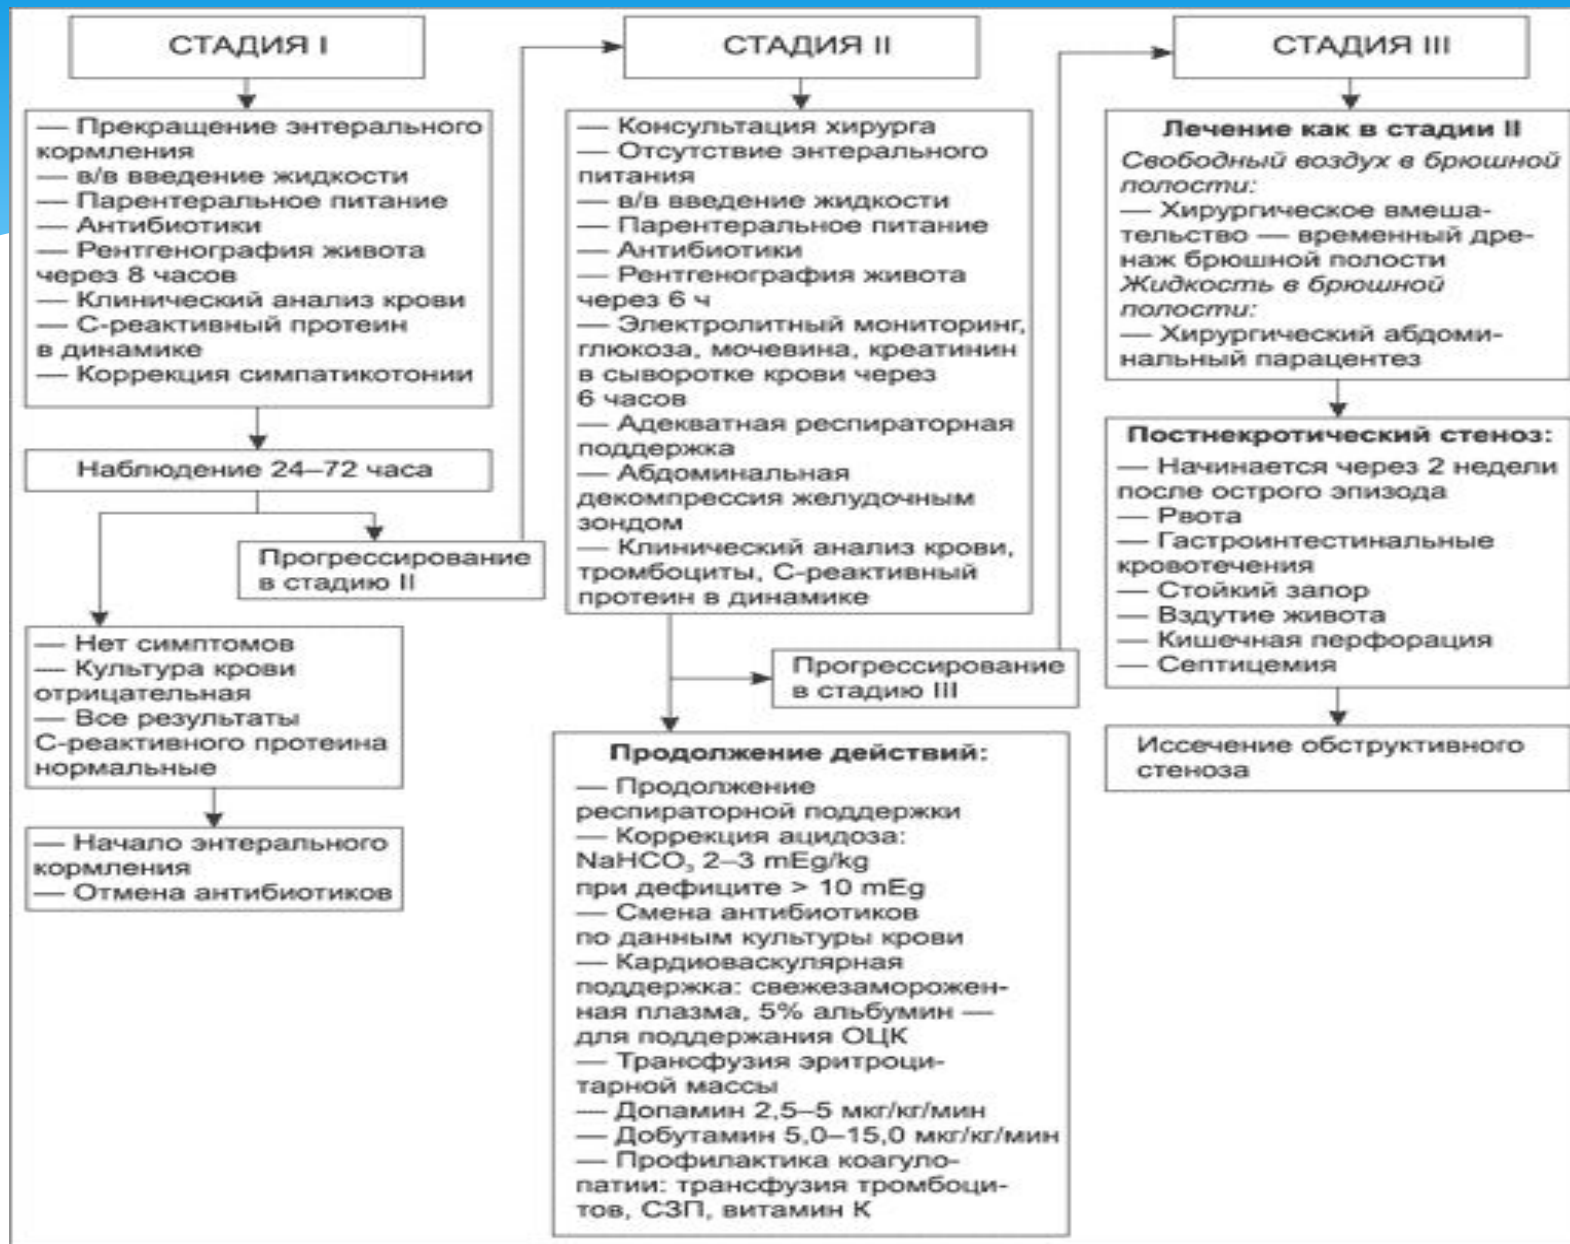 СТАДИЯ I
— Прекращение энтерального
кормления
— в/в введение жидкости
— Парентеральное питание
— Антибиотики
— Рентгенография живота
через 8 часов
— Клинический анализ крови
— С-реактивный протеин
в динамике
— Коррекция симпатикотонии
Наблюдение 24–72 часа
Прогрессирование
в стадию II
— Нет симптомов
— Культура крови
отрицательная
— Все результаты
С-реактивного протеина
нормальные
— Начало энтерального
кормления
— Отмена антибиотиков
СТАДИЯ II
— Консультация хирурга
— Отсутствие энтерального
питания
— в/в введение жидкости
— Парентеральное питание
— Антибиотики
— Рентгенография живота
через 6 ч
— Электролитный мониторинг,
глюкоза, мочевина, креатинин
в сыворотке крови через
6 часов
— Адекватная респираторная
поддержка
— Абдоминальная
декомпрессия желудочным
зондом
— Клинический анализ крови,
тромбоциты, С-реактивный
протеин в динамике
Прогрессирование
в стадию III
Продолжение действий:
— Продолжение
респираторной поддержки
— Коррекция ацидоза:
NaHCO₃ 2–3 mEg/kg
при дефиците > 10 mEg
— Смена антибиотиков
по данным культуры крови
— Кардиоваскулярная
поддержка: свежезаморожен-
ная плазма, 5% альбумин —
для поддержания ОЦК
— Трансфузия эритроци-
тарной массы
— Допамин 2,5–5 мкг/кг/мин
— Добутамин 5,0–15,0 мкг/кг/мин
— Профилактика коагуло-
патии: трансфузия тромбоци-
тов, СЗП, витамин К
СТАДИЯ III
Лечение как в стадии II
Свободный воздух в брюшной
полости:
— Хирургическое вмеша-
тельство — временный дре-
наж брюшной полости
Жидкость в брюшной
полости:
— Хирургический абдоми-
нальный парацентез
Постнекротический стеноз:
— Начинается через 2 недели
после острого эпизода
— Рвота
— Гастроинтестинальные
кровотечения
— Стойкий запор
— Вздутие живота
— Кишечная перфорация
— Септицемия
Иссечение обструктивного
стеноза